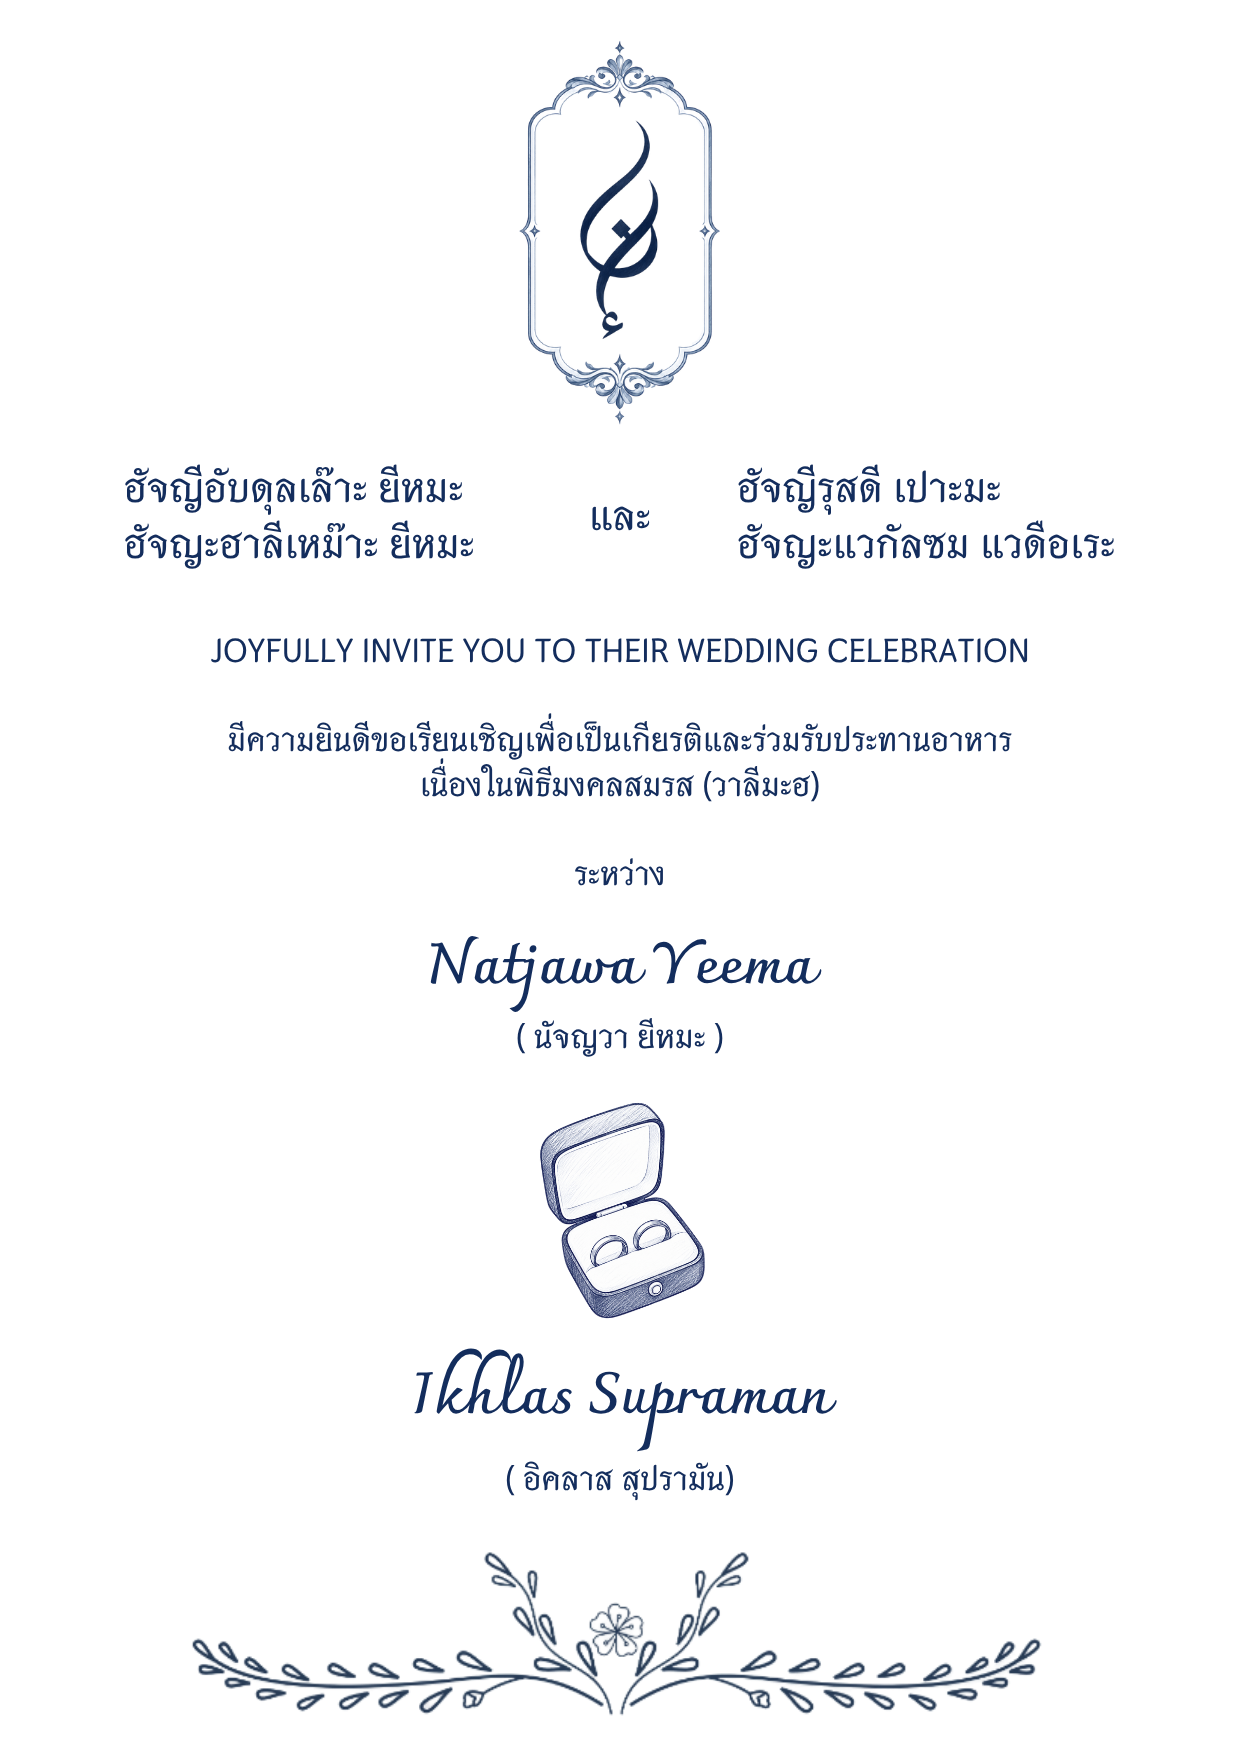 ฮัจญีอับดุลเล๊าะ ยีหมะ
ฮัจญะฮาลีเหม๊าะ ยีหมะ
และ
ฮัจญีรุสดี เปาะมะ
ฮัจญะแวกัลซม แวดือเระ
JOYFULLY INVITE YOU TO THEIR WEDDING CELEBRATION
มีความยินดีขอเรียนเชิญเพื่อเป็นเกียรติและร่วมรับประทานอาหาร
เนื่องในพิธีมงคลสมรส (วาลีมะฮ)
ระหว่าง
Natjawa Yeema
( นัจญวา ยีหมะ )
Ikhlas Supraman
( อิคลาส สุปรามัน)